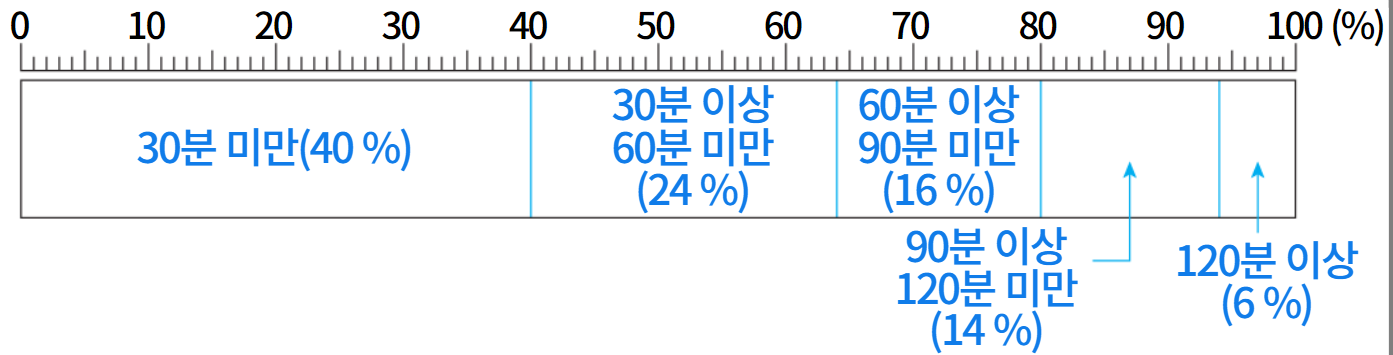 0 10 20 30 40 50 60 70 80 90 100 (%)
30분 미만(40 %)
30분 이상
60분 미만
(24 %)
60분 이상
90분 미만
(16 %)
90분 이상
120분 미만
(14 %)
120분 이상
(6 %)